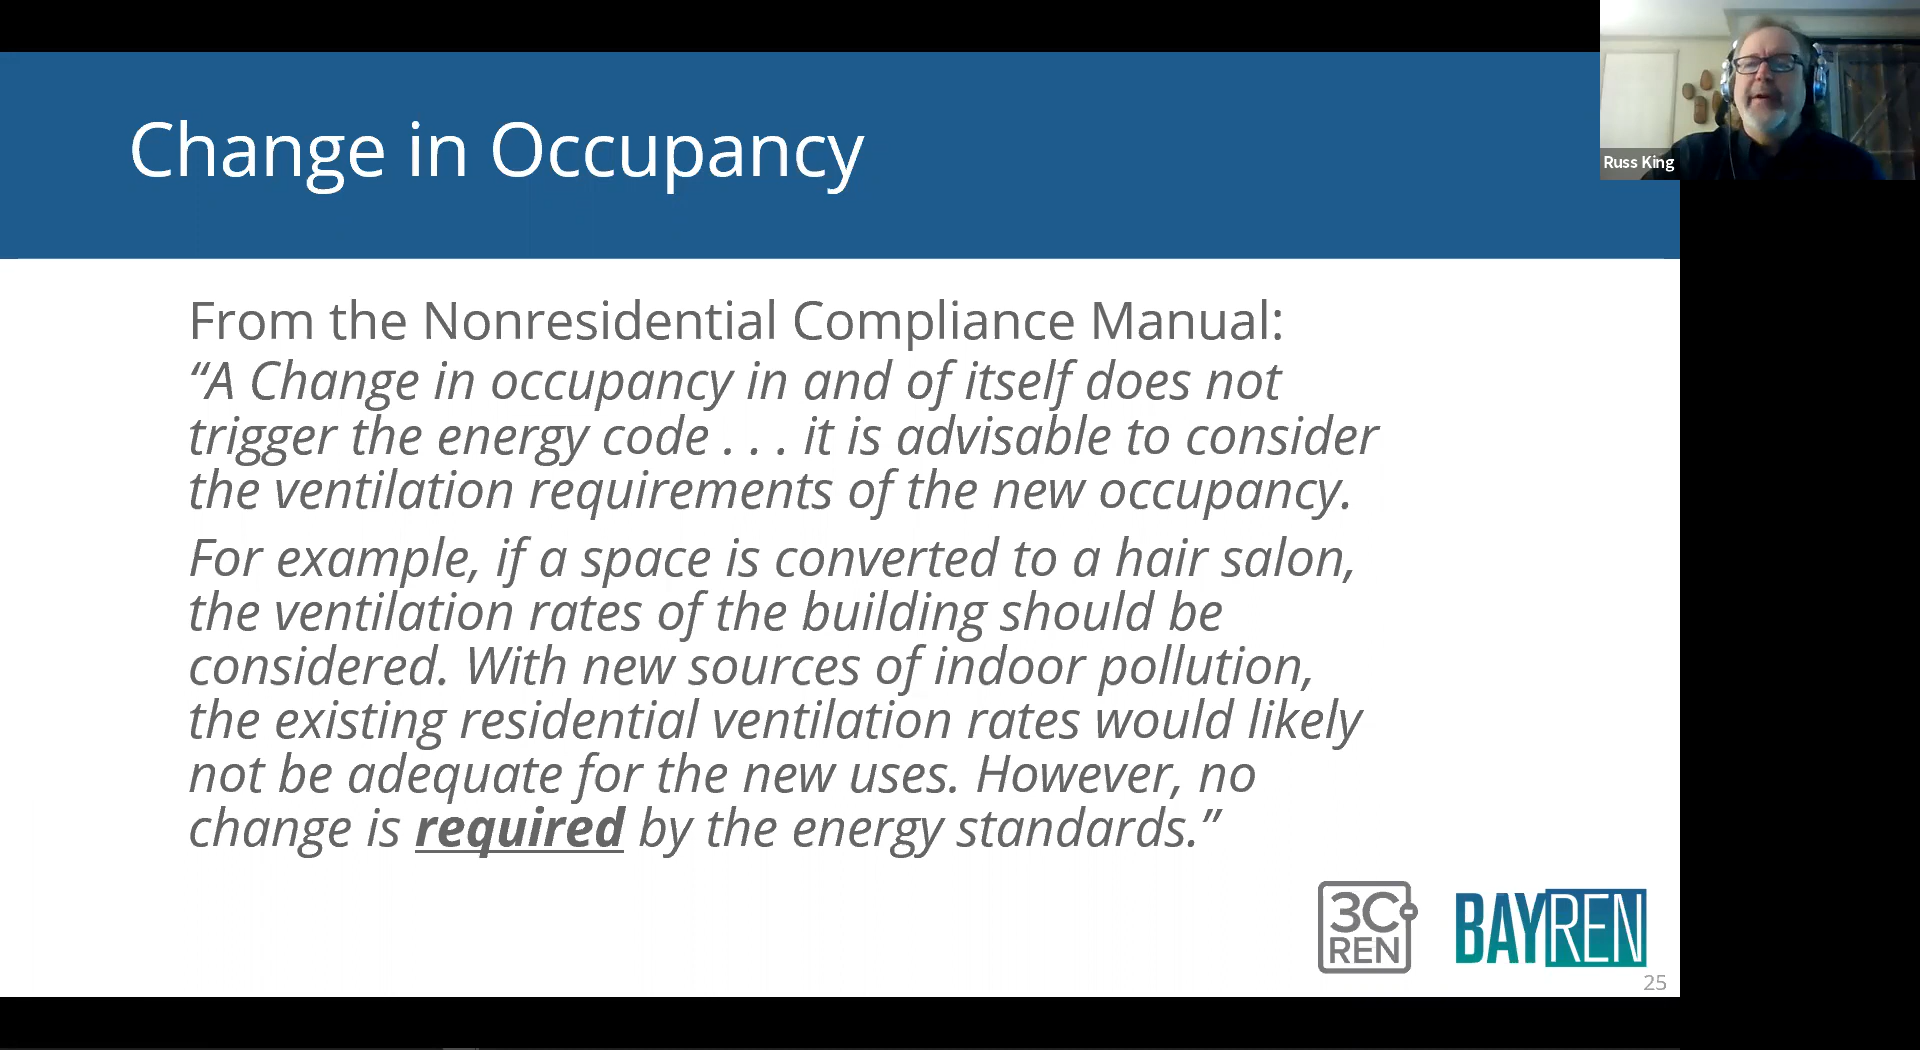 Change in Occupancy
Russ King
From the Nonresidential Compliance Manual:
“A Change in occupancy in and of itself does not
trigger the energy code . . . it is advisable to consider
the ventilation requirements of the new occupancy.
For example, if a space is converted to a hair salon,
the ventilation rates of the building should be
considered. With new sources of indoor pollution,
the existing residential ventilation rates would likely
not be adequate for the new uses. However, no
change is required by the energy standards.”
3C
REN
BAYREN
25